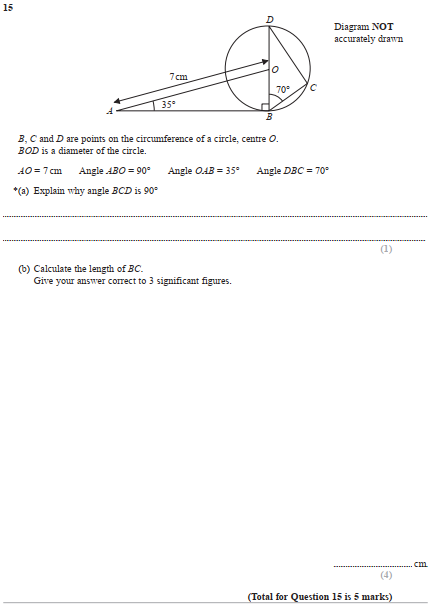 15
D
Diagram NOT
accurately drawn
O
7 cm
70°
C
35°
A
B
B, C and D are points on the circumference of a circle, centre O.
BOD is a diameter of the circle.
AO = 7 cm Angle ABO = 90° Angle OAB = 35° Angle DBC = 70°
*(a) Explain why angle BCD is 90°
(1)
(b) Calculate the length of BC.
Give your answer correct to 3 significant figures.
cm
(4)
(Total for Question 15 is 5 marks)